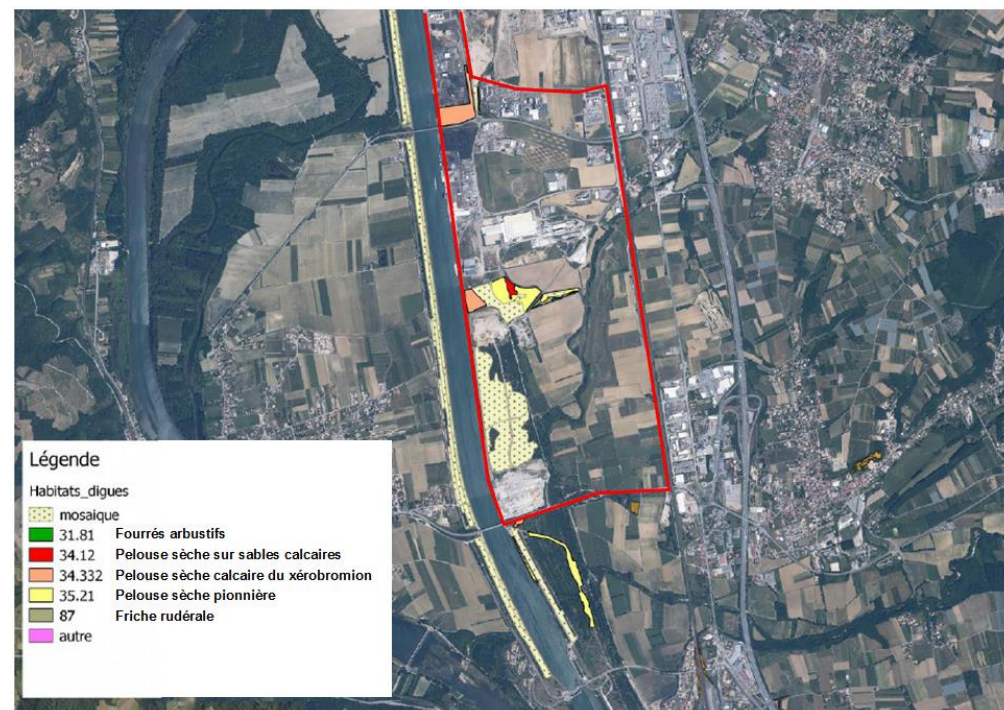 Légende
Habitats_digues
mosaique
31.81 Fourrés arbustifs
34.12 Pelouse sèche sur sables calcaires
34.332 Pelouse sèche calcaire du xérobromion
35.21 Pelouse sèche pionnière
87 Friche rudérale
autre